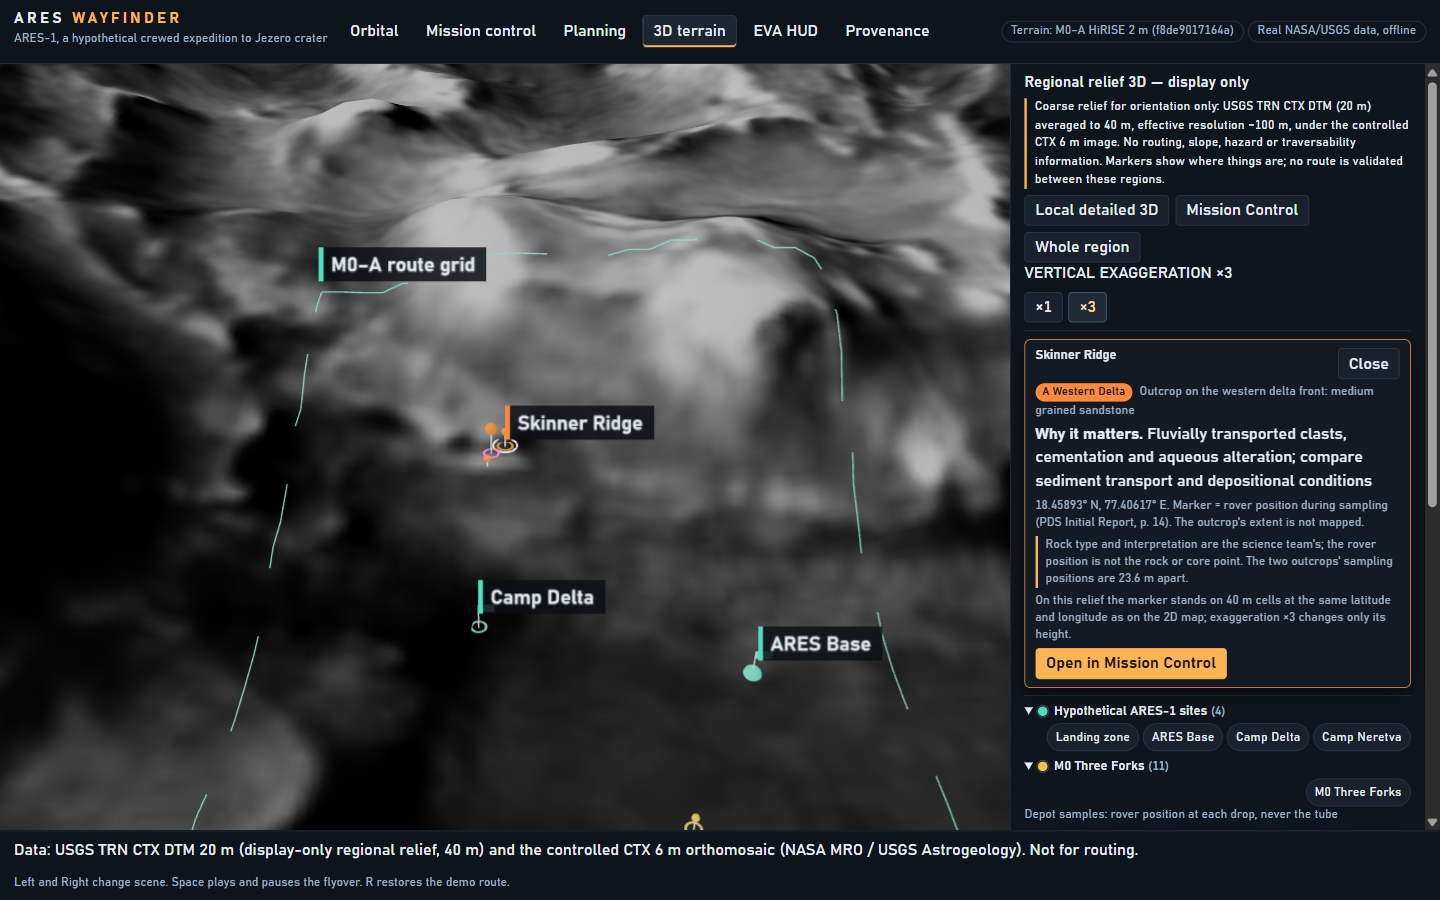 ARES WAYFINDER
ARES-1, a hypothetical crewed expedition to Jezero crater
Orbital
Mission control
Planning
3D terrain
EVA HUD
Provenance
Terrain: M0-A HiRISE 2 m (f8de9017164a)
Real NASA/USGS data, offline
M0-A route grid
Skinner Ridge
Camp Delta
ARES Base
Regional relief 3D — display only
Coarse relief for orientation only: USGS TRN CTX DTM (20 m)
averaged to 40 m, effective resolution ~100 m, under the controlled
CTX 6 m image. No routing, slope, hazard or traversability
information. Markers show where things are; no route is validated
between these regions.
Local detailed 3D
Mission Control
Whole region
VERTICAL EXAGGERATION ×3
×1
×3
Skinner Ridge
Close
A Western Delta Outcrop on the western delta front: medium
grained sandstone
Why it matters. Fluvially transported clasts,
cementation and aqueous alteration; compare
sediment transport and depositional conditions
18.45893° N, 77.40617° E. Marker = rover position during sampling
(PDS Initial Report, p. 14). The outcrop's extent is not mapped.
Rock type and interpretation are the science team's; the rover
position is not the rock or core point. The two outcrops' sampling
positions are 23.6 m apart.
On this relief the marker stands on 40 m cells at the same latitude
and longitude as on the 2D map; exaggeration ×3 changes only its
height.
Open in Mission Control
▼ Hypothetical ARES-1 sites (4)
Landing zone
ARES Base
Camp Delta
Camp Neretva
▼ M0 Three Forks (11)
M0 Three Forks
Depot samples: rover position at each drop, never the tube
Data: USGS TRN CTX DTM 20 m (display-only regional relief, 40 m) and the controlled CTX 6 m orthomosaic (NASA MRO / USGS Astrogeology). Not for routing.
Left and Right change scene. Space plays and pauses the flyover. R restores the demo route.